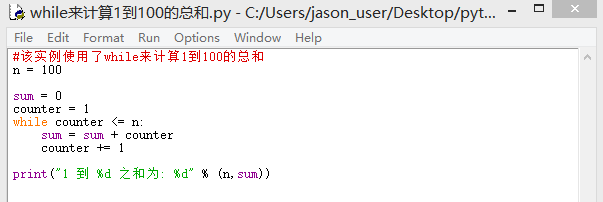 while来计算1到100的总和.py - C:/Users/jason_user/Desktop/pyt...
File Edit Format Run Options Window Help
#该实例使用了while来计算1到100的总和
n = 100
sum = 0
counter = 1
while counter <= n:
    sum = sum + counter
    counter += 1
print("1 到 %d 之和为: %d" % (n,sum))